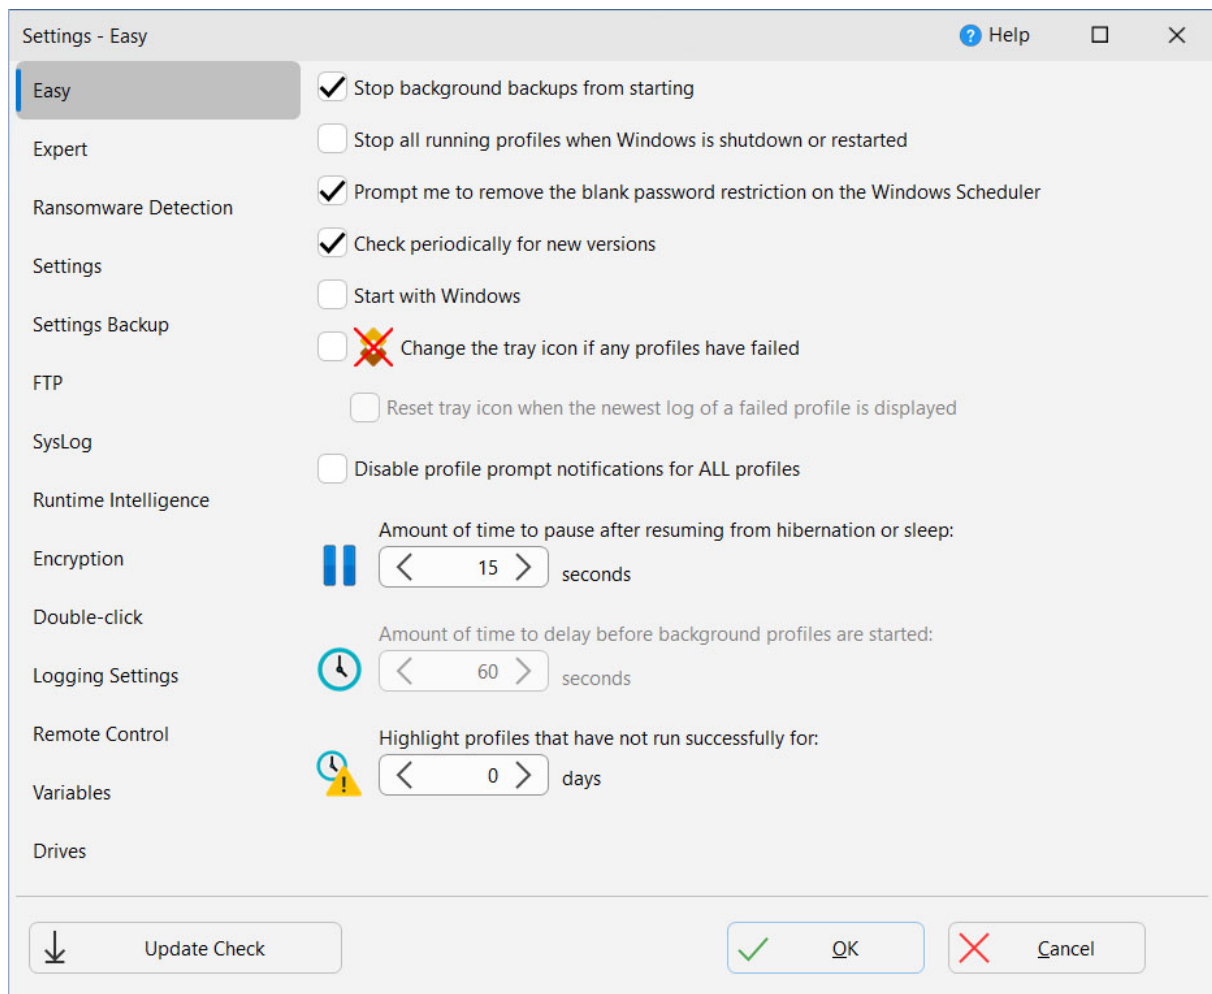 Settings - Easy
? Help
Easy
Expert
Ransomware Detection
Settings
Settings Backup
FTP
SysLog
Runtime Intelligence
Encryption
Double-click
Logging Settings
Remote Control
Variables
Drives
Stop background backups from starting
Stop all running profiles when Windows is shutdown or restarted
Prompt me to remove the blank password restriction on the Windows Scheduler
Check periodically for new versions
Start with Windows
Change the tray icon if any profiles have failed
Reset tray icon when the newest log of a failed profile is displayed
Disable profile prompt notifications for ALL profiles
Amount of time to pause after resuming from hibernation or sleep:
15 seconds
Amount of time to delay before background profiles are started:
60 seconds
Highlight profiles that have not run successfully for:
0 days
Update Check
OK
Cancel